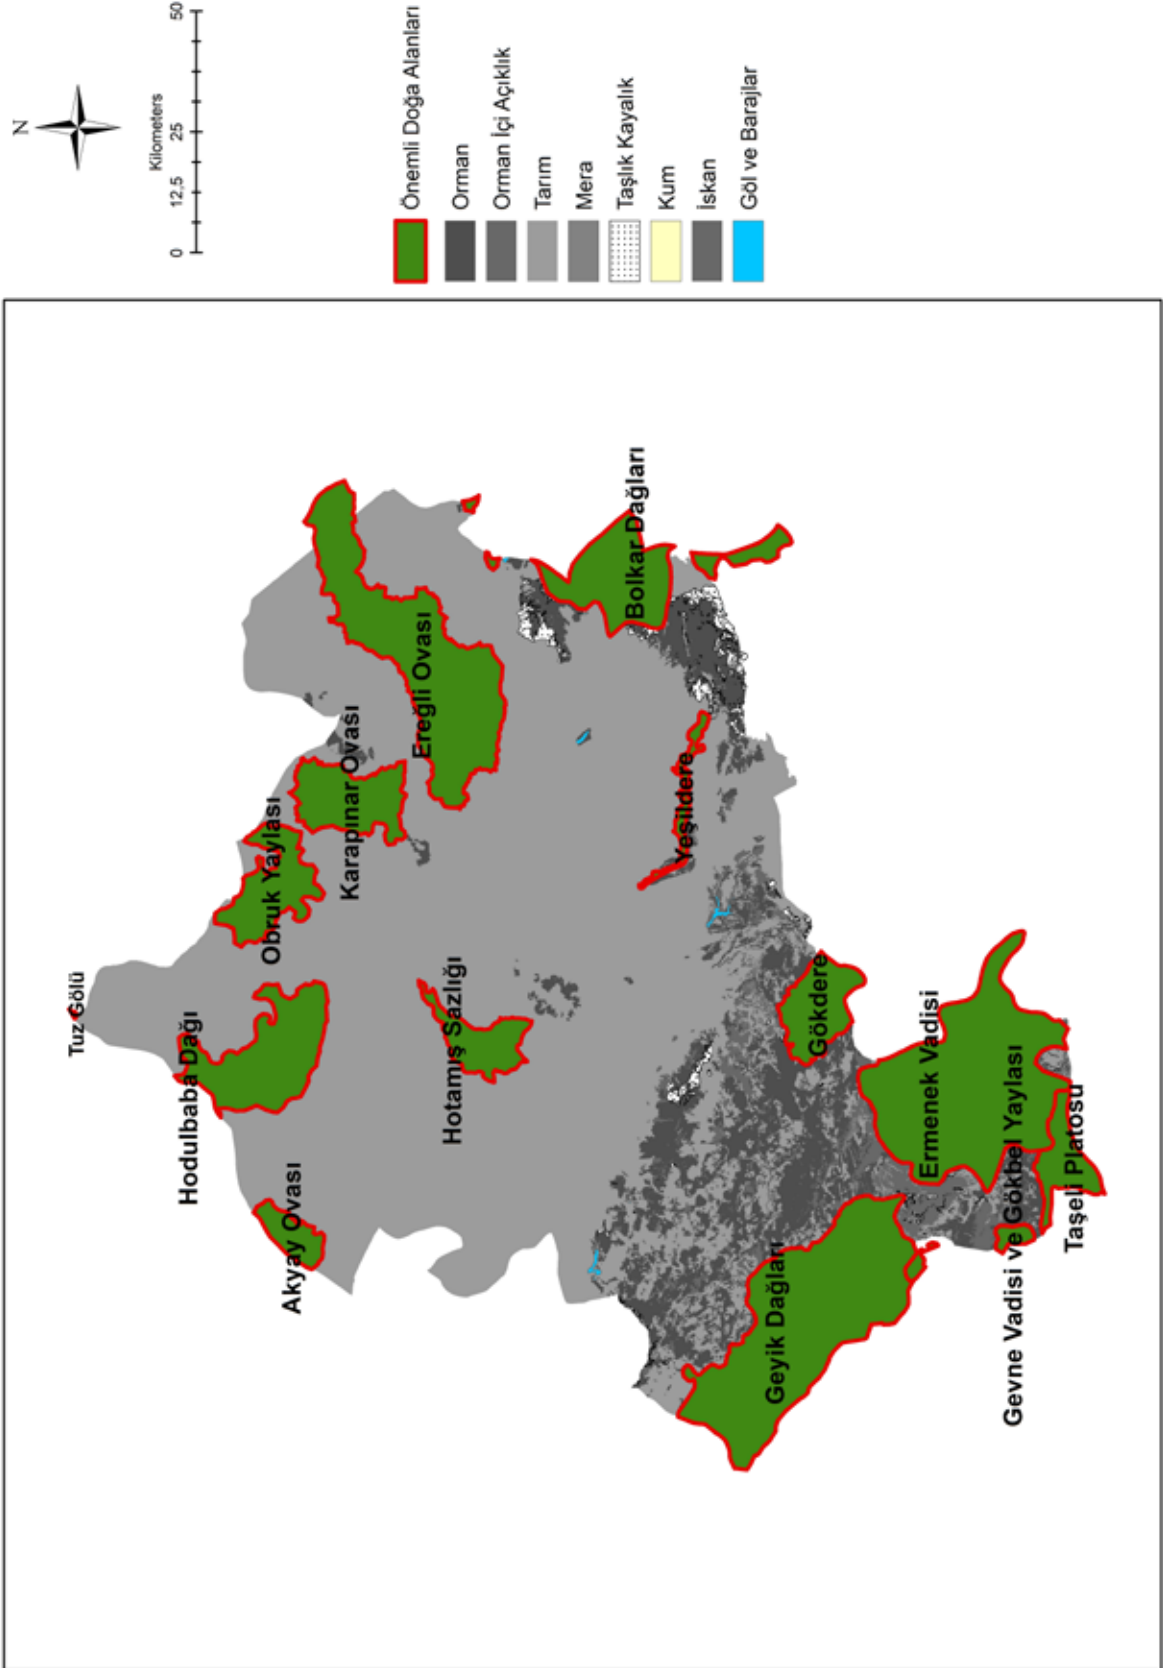 Tuz Gölü
Hodulbaba Dağı
Akyay Ovası
Obruk Yaylası
Karapınar Ovası
Ereğli Ovası
Hotamış Sazlığı
Bolkar Dağları
Yeşildere
Gökdere
Geyik Dağları
Ermenek Vadisi
Gevne Vadisi ve Gökbel Yaylası
Taşeli Platosu
N
Kilometers
0 12,5 25 50
Önemli Doğa Alanları
Orman
Orman İçi Açıklık
Tarım
Mera
Taşlık Kayalık
Kum
İskan
Göl ve Barajlar